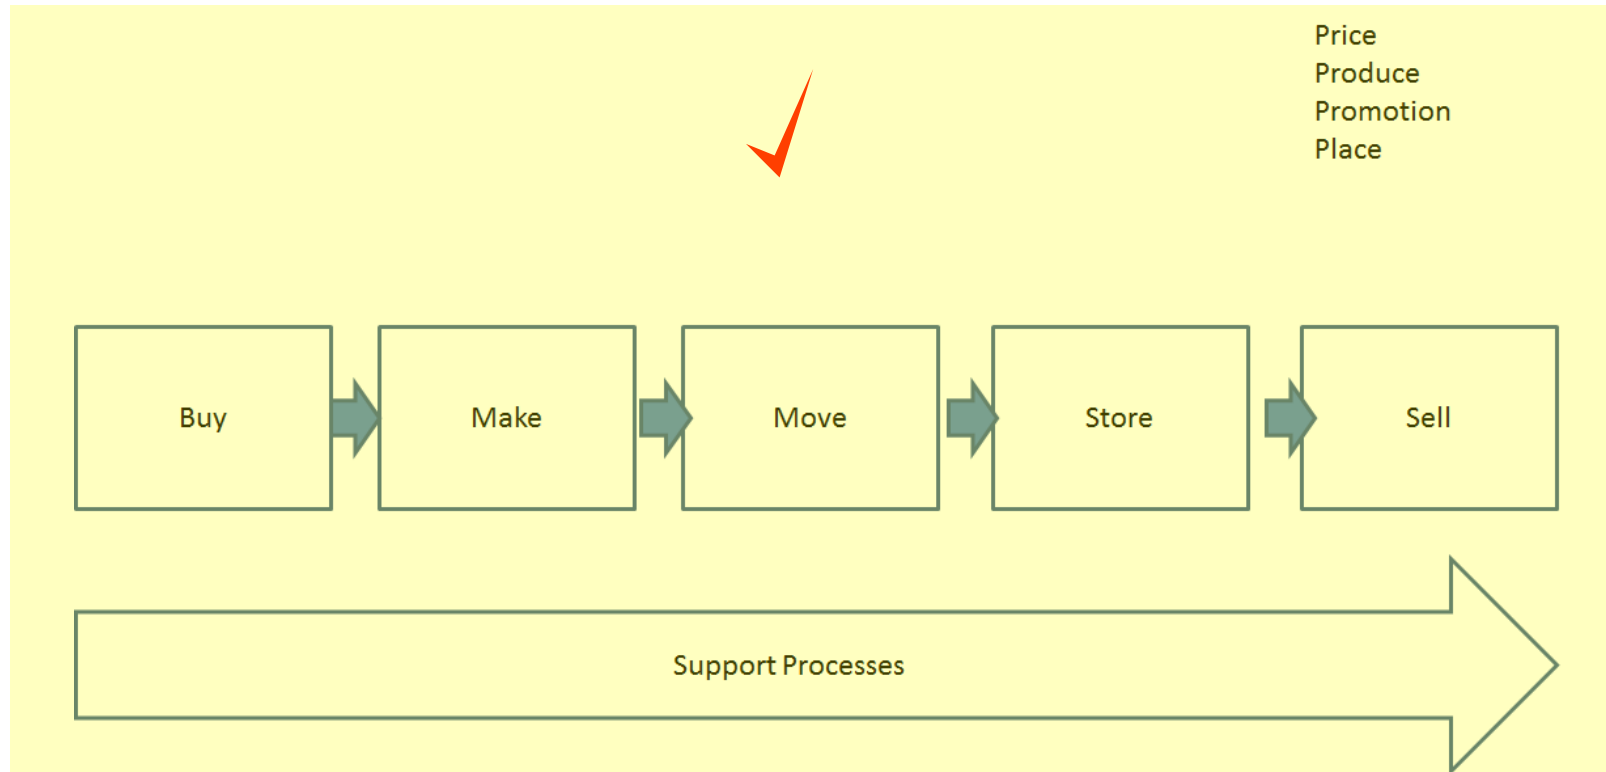 Price
Produce
Promotion
Place
Buy
Make
Move
Store
Sell
Support Processes